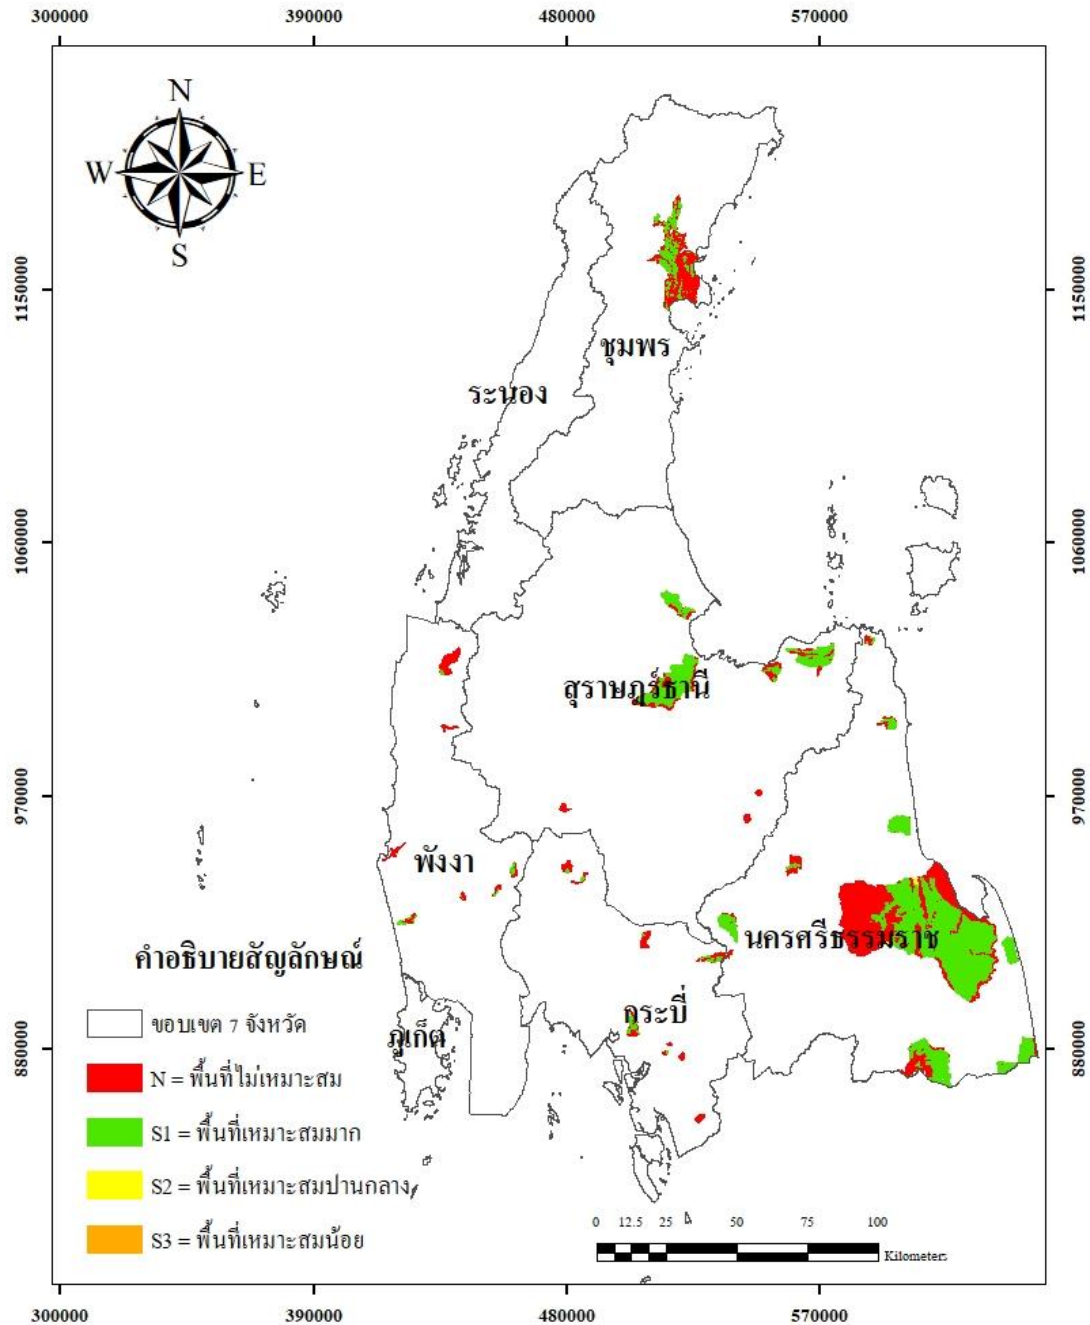 300000 390000 480000 570000
N
W E
S
1150000 1150000
ชุมพร
ระนอง
1060000 1060000
สุราษฎร์ธานี
970000 970000
พังงา
นครศรีธรรมราช
กระบี่
ภูเก็ต
880000 880000
คำอธิบายสัญลักษณ์
ขอบเขต 7 จังหวัด
N = พื้นที่ไม่เหมาะสม
S1 = พื้นที่เหมาะสมมาก
S2 = พื้นที่เหมาะสมปานกลาง
S3 = พื้นที่เหมาะสมน้อย
0 12.5 25 50 75 100
Kilometers
300000 390000 480000 570000